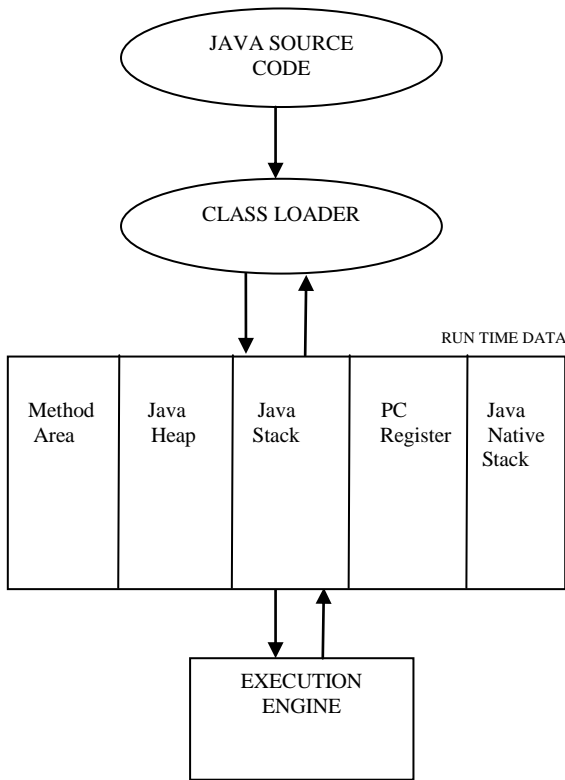 JAVA SOURCE
CODE
CLASS LOADER
RUN TIME DATA
Method
Area
Java
Heap
Java
Stack
PC
Register
Java
Native
Stack
EXECUTION
ENGINE